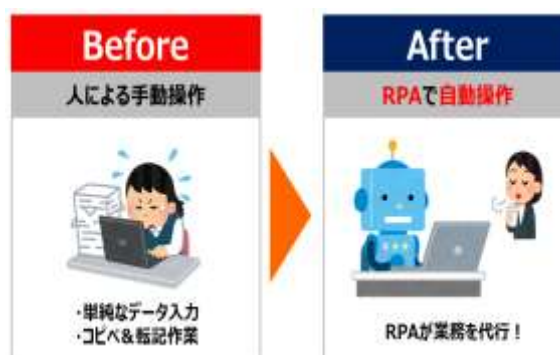 Before
人による手動操作
・単純なデータ入力
・コピペ&転記作業
After
RPAで自動操作
RPAが業務を代行！